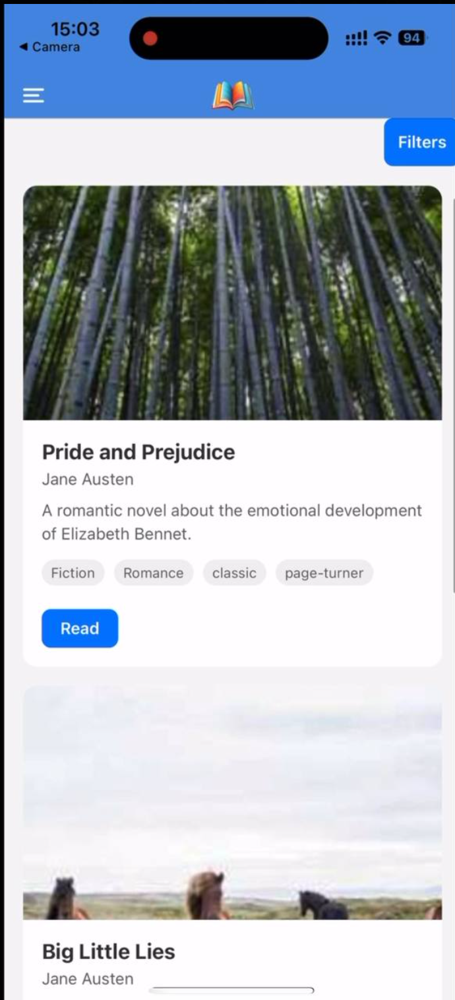 15:03
◀ Camera
94
Filters
Pride and Prejudice
Jane Austen
A romantic novel about the emotional development
of Elizabeth Bennet.
Fiction Romance classic page-turner
Read
Big Little Lies
Jane Austen